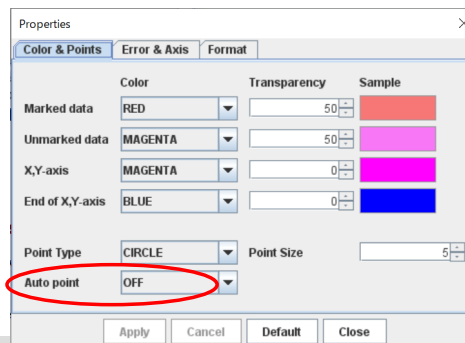 Properties
Color & Points Error & Axis Format
Color Transparency Sample
Marked data RED 50
Unmarked data MAGENTA 50
X,Y-axis MAGENTA 0
End of X,Y-axis BLUE 0
Point Type CIRCLE Point Size 5
Auto point OFF
Apply Cancel Default Close